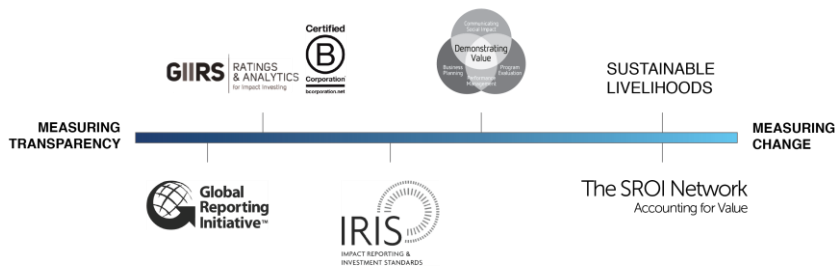 GIIRS
RATINGS
& ANALYTICS
for Impact Investing
Certified
B
Corporation
bcorporation.net
Communicating
Social Impact
Demonstrating
Value
Business
Planning
Performance
Management
Program
Evaluation
SUSTAINABLE
LIVELIHOODS
MEASURING
TRANSPARENCY
MEASURING
CHANGE
Global
Reporting
Initiative™
IRIS
IMPACT REPORTING &
INVESTMENT STANDARDS
The SROI Network
Accounting for Value